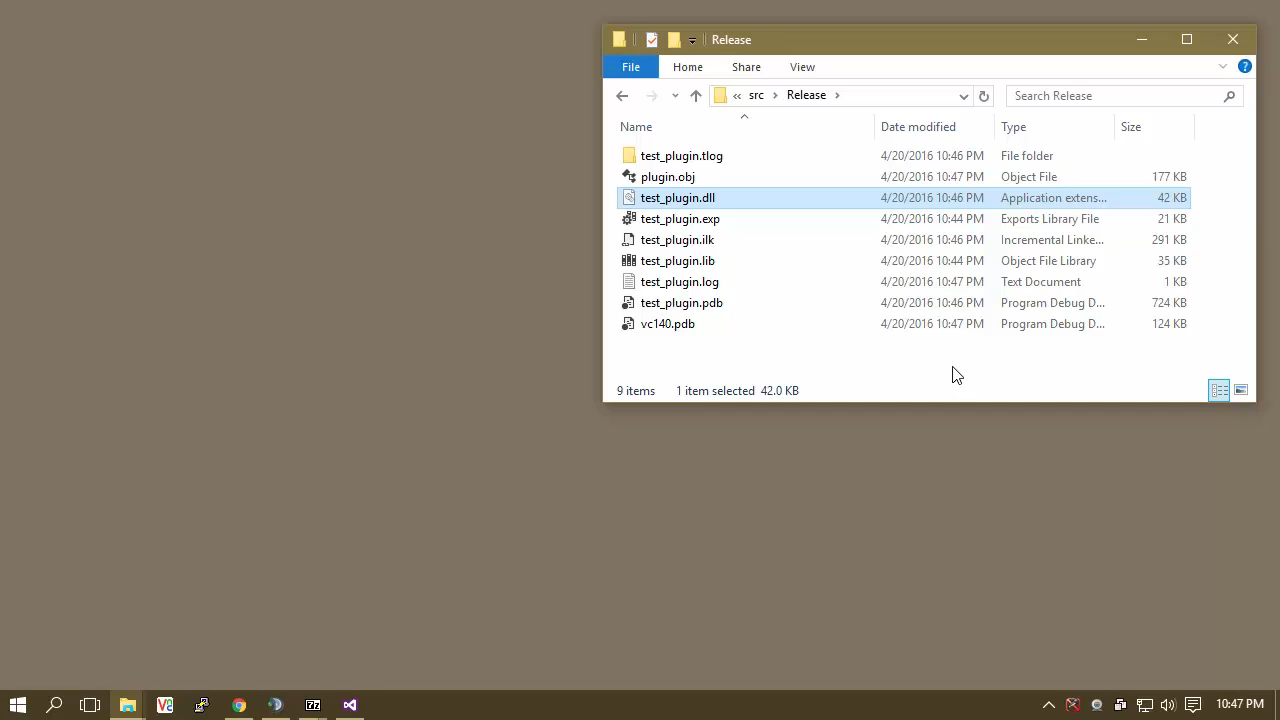 Release
File Home Share View
« src > Release > Search Release
Name Date modified Type Size
test_plugin.tlog 4/20/2016 10:46 PM File folder
plugin.obj 4/20/2016 10:47 PM Object File 177 KB
test_plugin.dll 4/20/2016 10:46 PM Application extens... 42 KB
test_plugin.exp 4/20/2016 10:44 PM Exports Library File 21 KB
test_plugin.ilk 4/20/2016 10:46 PM Incremental Linke... 291 KB
test_plugin.lib 4/20/2016 10:44 PM Object File Library 35 KB
test_plugin.log 4/20/2016 10:47 PM Text Document 1 KB
test_plugin.pdb 4/20/2016 10:46 PM Program Debug D... 724 KB
vc140.pdb 4/20/2016 10:47 PM Program Debug D... 124 KB
9 items 1 item selected 42.0 KB
10:47 PM